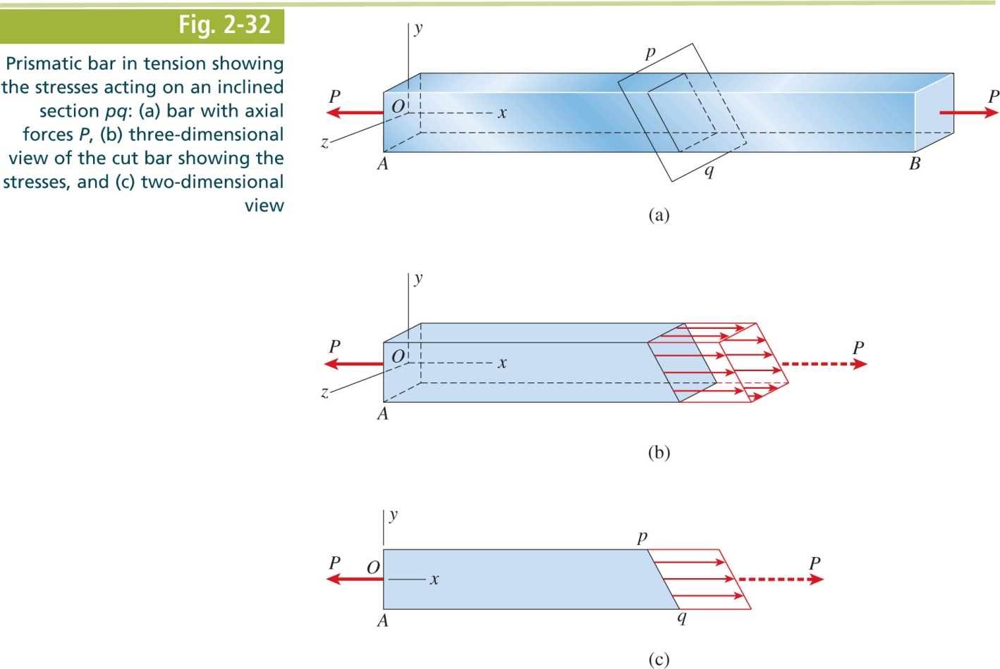 Fig. 2-32
Prismatic bar in tension showing
the stresses acting on an inclined
section pq: (a) bar with axial
forces P, (b) three-dimensional
view of the cut bar showing the
stresses, and (c) two-dimensional
view
y
p
P
O
x
P
z
A
q
B
(a)
y
P
O
x
P
z
A
(b)
y
p
P
O
x
P
A
q
(c)